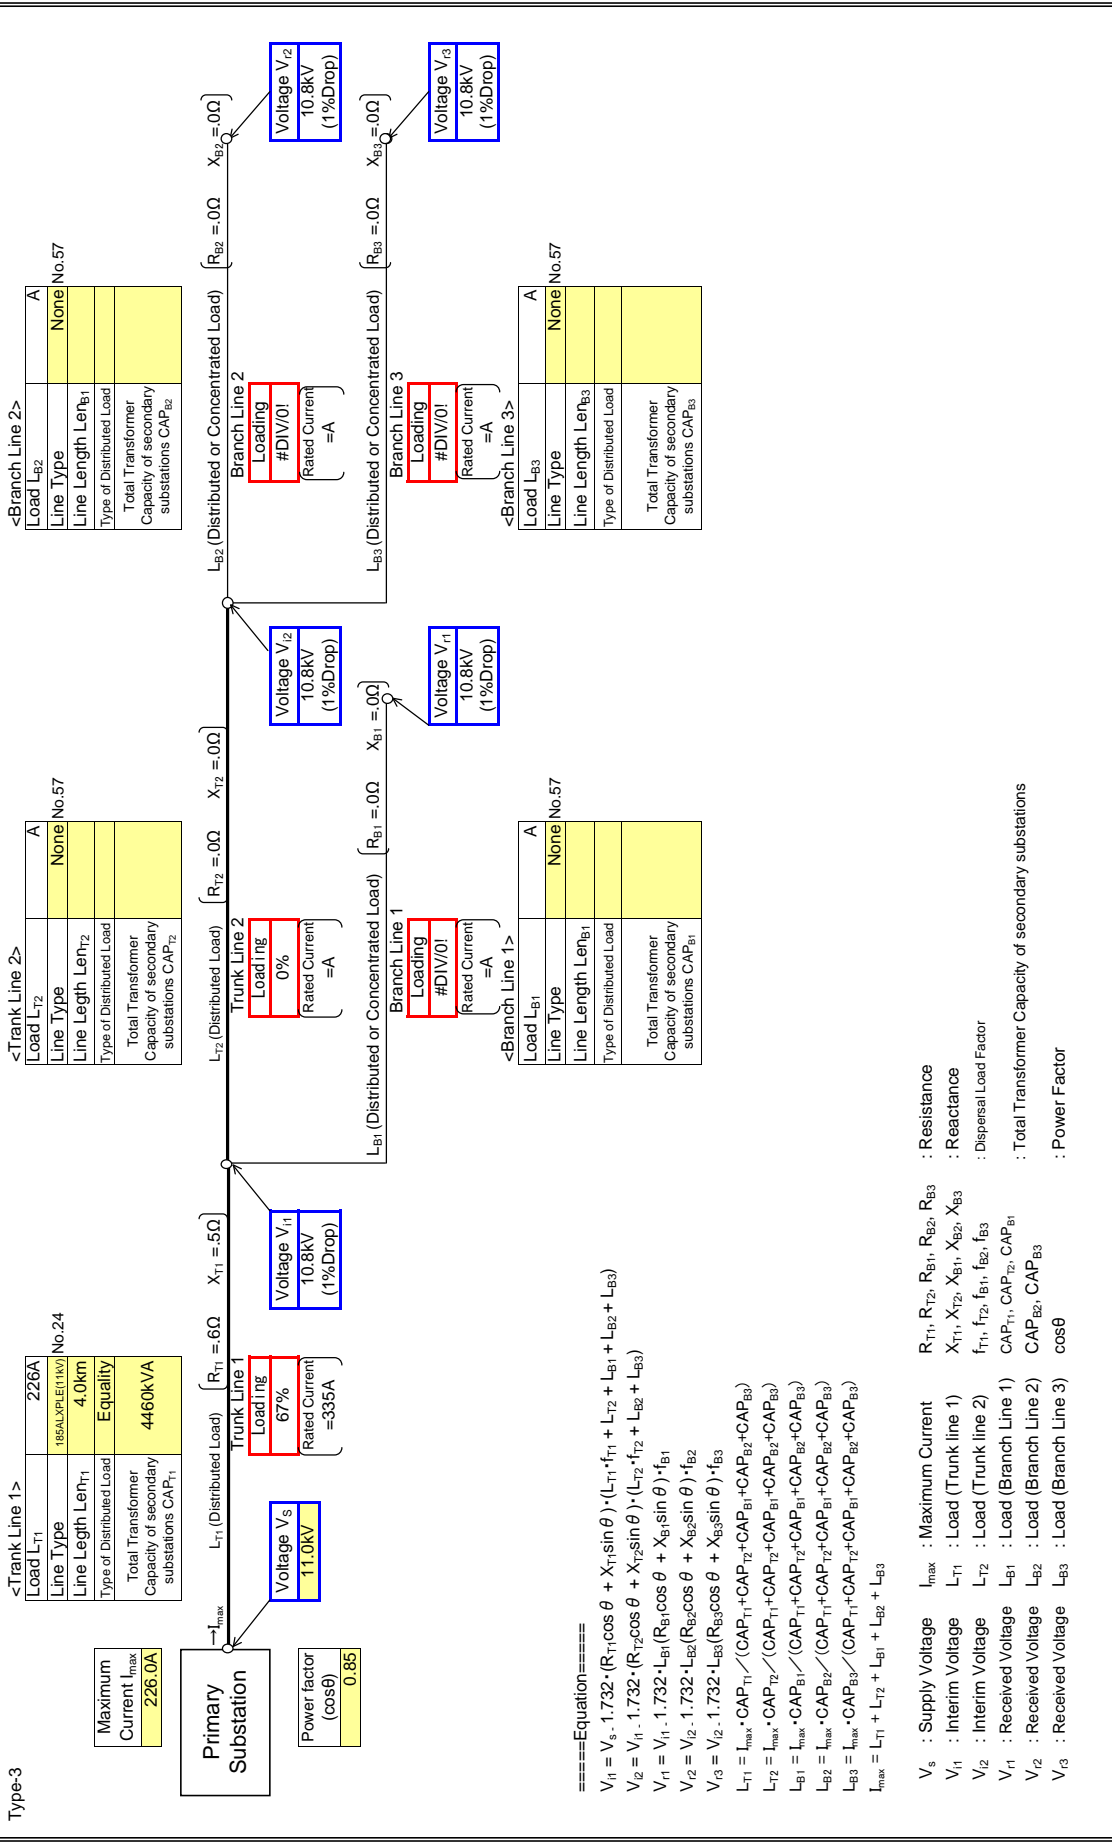 Type-3
Maximum
Current Imax
226.0A
Primary
Substation
→Imax
Power factor
(cosθ)
0.85
Voltage VS
11.0kV
<Trank Line 1>
Load LT1 226A
Line Type 185ALXPLE(11kV) No.24
Line Legth LenT1 4.0km
Type of Distributed Load Equality
Total Transformer
Capacity of secondary
substations CAPT1
4460kVA
LT1 (Distributed Load) RT1 =.6Ω XT1 =.5Ω
Trunk Line 1
Loading
67%
Rated Current
=335A
Voltage Vi1
10.8kV
(1%Drop)
<Trank Line 2>
Load LT2 A
Line Type None No.57
Line Length LenT2
Type of Distributed Load
Total Transformer
Capacity of secondary
substations CAPT2
LT2 (Distributed Load) RT2 =.0Ω XT2 =.0Ω
Trunk Line 2
Loading
0%
Rated Current
=A
Voltage Vi2
10.8kV
(1%Drop)
LB1 (Distributed or Concentrated Load) RB1 =.0Ω XB1 =.0Ω
Branch Line 1
Loading
#DIV/0!
Rated Current
=A
Voltage Vr1
10.8kV
(1%Drop)
<Branch Line 1>
Load LB1 A
Line Type None No.57
Line Length LenB1
Type of Distributed Load
Total Transformer
Capacity of secondary
substations CAPB1
<Branch Line 2>
Load LB2 A
Line Type None No.57
Line Length LenB1
Type of Distributed Load
Total Transformer
Capacity of secondary
substations CAPB2
LB2 (Distributed or Concentrated Load) RB2 =.0Ω XB2 =.0Ω
Branch Line 2
Loading
#DIV/0!
Rated Current
=A
Voltage Vr2
10.8kV
(1%Drop)
LB3 (Distributed or Concentrated Load) RB3 =.0Ω XB3 =.0Ω
Branch Line 3
Loading
#DIV/0!
Rated Current
=A
Voltage Vr3
10.8kV
(1%Drop)
<Branch Line 3>
Load LB3 A
Line Type None No.57
Line Length LenB3
Type of Distributed Load
Total Transformer
Capacity of secondary
substations CAPB3
=====Equation=====
Vi1 = Vs - 1.732・(RT1cos θ + XT1sin θ)・(LT1・fT1 + LT2 + LB1 + LB2 + LB3)
Vi2 = Vi1 - 1.732・(RT2cos θ + XT2sin θ)・(LT2・fT2 + LB2 + LB3)
Vr1 = Vi1 - 1.732・LB1(RB1cos θ + XB1sin θ)・fB1
Vr2 = Vi2 - 1.732・LB2(RB2cos θ + XB2sin θ)・fB2
Vr3 = Vi2 - 1.732・LB3(RB3cos θ + XB3sin θ)・fB3
LT1 = Imax・CAPT1／(CAPT1+CAPT2+CAPB1+CAPB2+CAPB3)
LT2 = Imax・CAPT2／(CAPT1+CAPT2+CAPB1+CAPB2+CAPB3)
LB1 = Imax・CAPB1／(CAPT1+CAPT2+CAPB1+CAPB2+CAPB3)
LB2 = Imax・CAPB2／(CAPT1+CAPT2+CAPB1+CAPB2+CAPB3)
LB3 = Imax・CAPB3／(CAPT1+CAPT2+CAPB1+CAPB2+CAPB3)
Imax = LT1 + LT2 + LB1 + LB2 + LB3
Vs : Supply Voltage Imax : Maximum Current RT1, RT2, RB1, RB2, RB3 : Resistance
Vi1 : Interim Voltage LT1 : Load (Trunk line 1) XT1, XT2, XB1, XB2, XB3 : Reactance
Vi2 : Interim Voltage LT2 : Load (Trunk line 2) fT1, fT2, fB1, fB2, fB3 : Dispersal Load Factor
Vr1 : Received Voltage LB1 : Load (Branch Line 1) CAPT1, CAPT2, CAPB1 : Total Transformer Capacity of secondary substations
Vr2 : Received Voltage LB2 : Load (Branch Line 2) CAPB2, CAPB3
Vr3 : Received Voltage LB3 : Load (Branch Line 3) cosθ : Power Factor